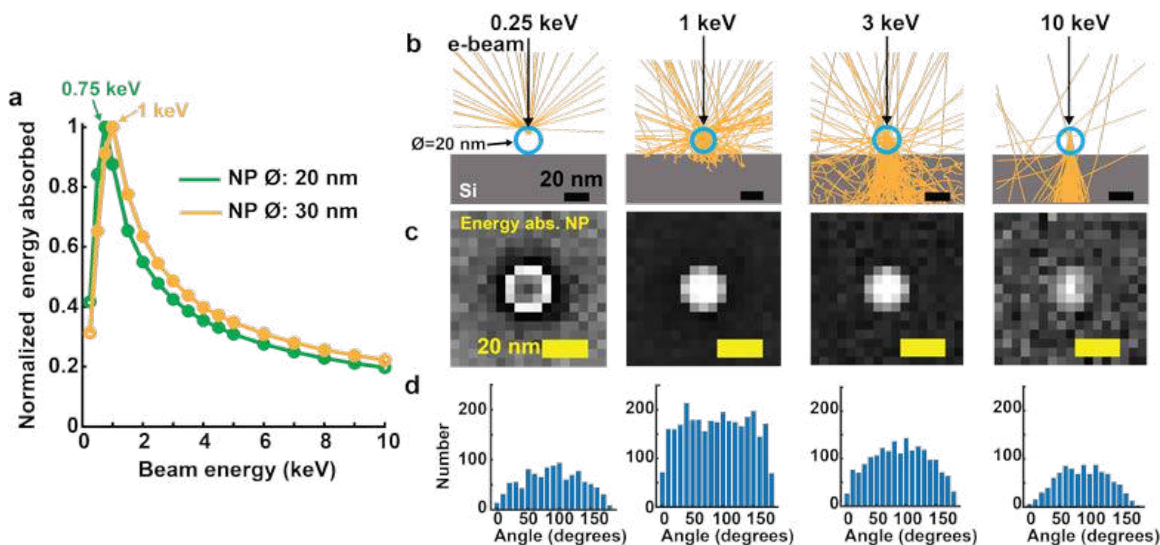 a
0.75 keV
1 keV
Normalized energy absorbed
1
0.8
0.6
0.4
0.2
0
NP Ø: 20 nm
NP Ø: 30 nm
0 2 4 6 8 10
Beam energy (keV)
b
0.25 keV 1 keV 3 keV 10 keV
e-beam
Ø=20 nm
Si
20 nm
c
Energy abs. NP
20 nm
d
Number
200
100
0
0 50 100 150
Angle (degrees)
200
100
0
0 50 100 150
Angle (degrees)
200
100
0
0 50 100 150
Angle (degrees)
200
100
0
0 50 100 150
Angle (degrees)